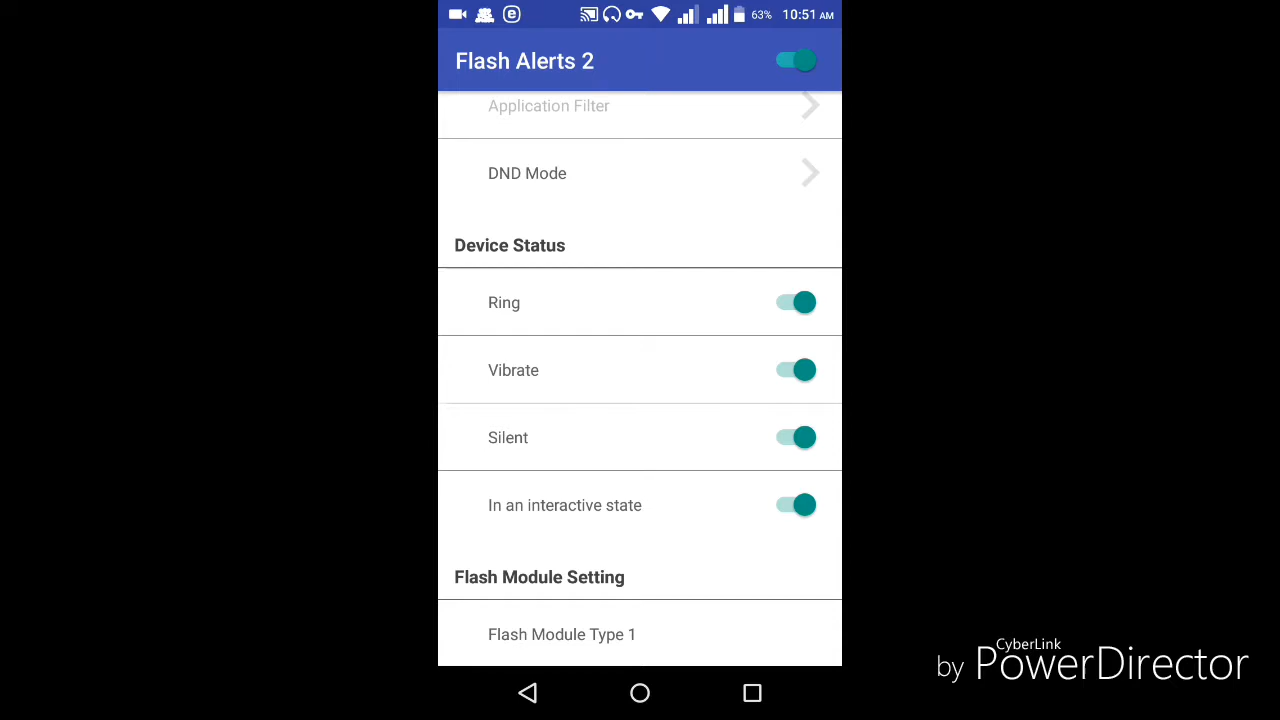 63% 10:51 AM
Flash Alerts 2
Application Filter
DND Mode
Device Status
Ring
Vibrate
Silent
In an interactive state
Flash Module Setting
Flash Module Type 1
CyberLink
by PowerDirector